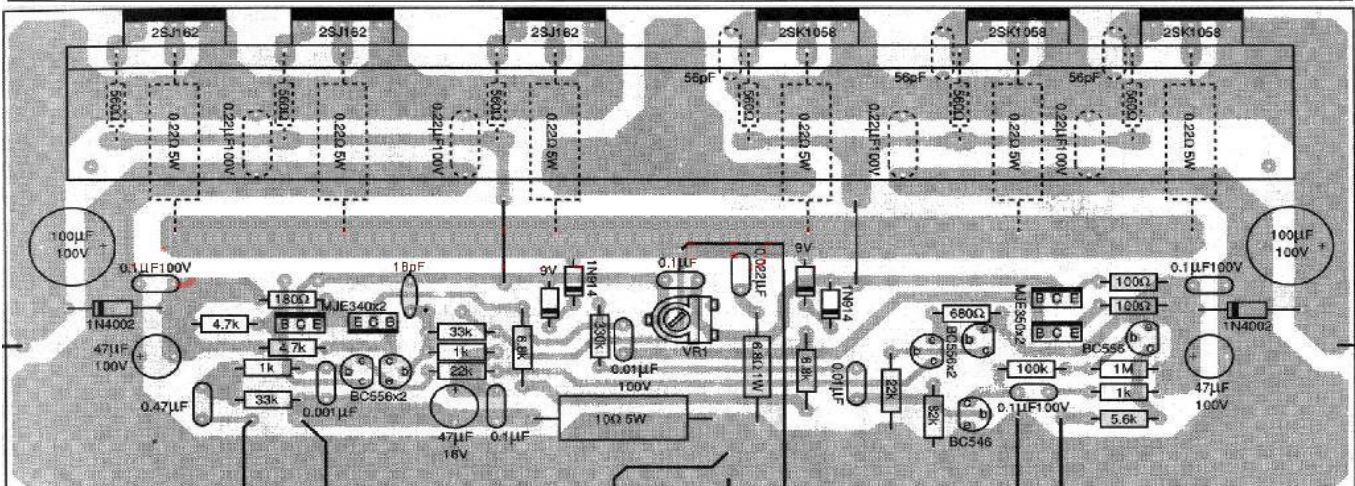 2SJ162
2SJ162
2SJ162
2SK1058
2SK1058
2SK1058
56pF
56pF
56pF
560Ω
0.22Ω 5W
0.22µF100V
560Ω
0.22Ω 5W
0.22µF100V
560Ω
0.22Ω 5W
560Ω
0.22Ω 5W
0.22µF100V
560Ω
0.22Ω 5W
0.22µF100V
560Ω
0.22Ω 5W
100µF
100V
+
0.1µF100V
1N4002
47µF
100V
+
0.47µF
180Ω
MJE340x2
B C E
E C B
4.7k
4.7k
1k
33k
0.001µF
BC556x2
18pF
33k
1k
22k
47µF
16V
+
0.1µF
6.8k
9V
1N914
330k
0.01µF
100V
10Ω 5W
0.1µF
VR1
0.022µF
6.8Ω1W
9V
1N914
6.8k
0.01µF
22k
82k
680Ω
BC556x2
BC546
MJE350x2
B C E
B C E
100k
0.1µF100V
100Ω
100Ω
BC556
1M
1k
5.6k
0.1µF100V
1N4002
47µF
100V
+
100µF
100V
+